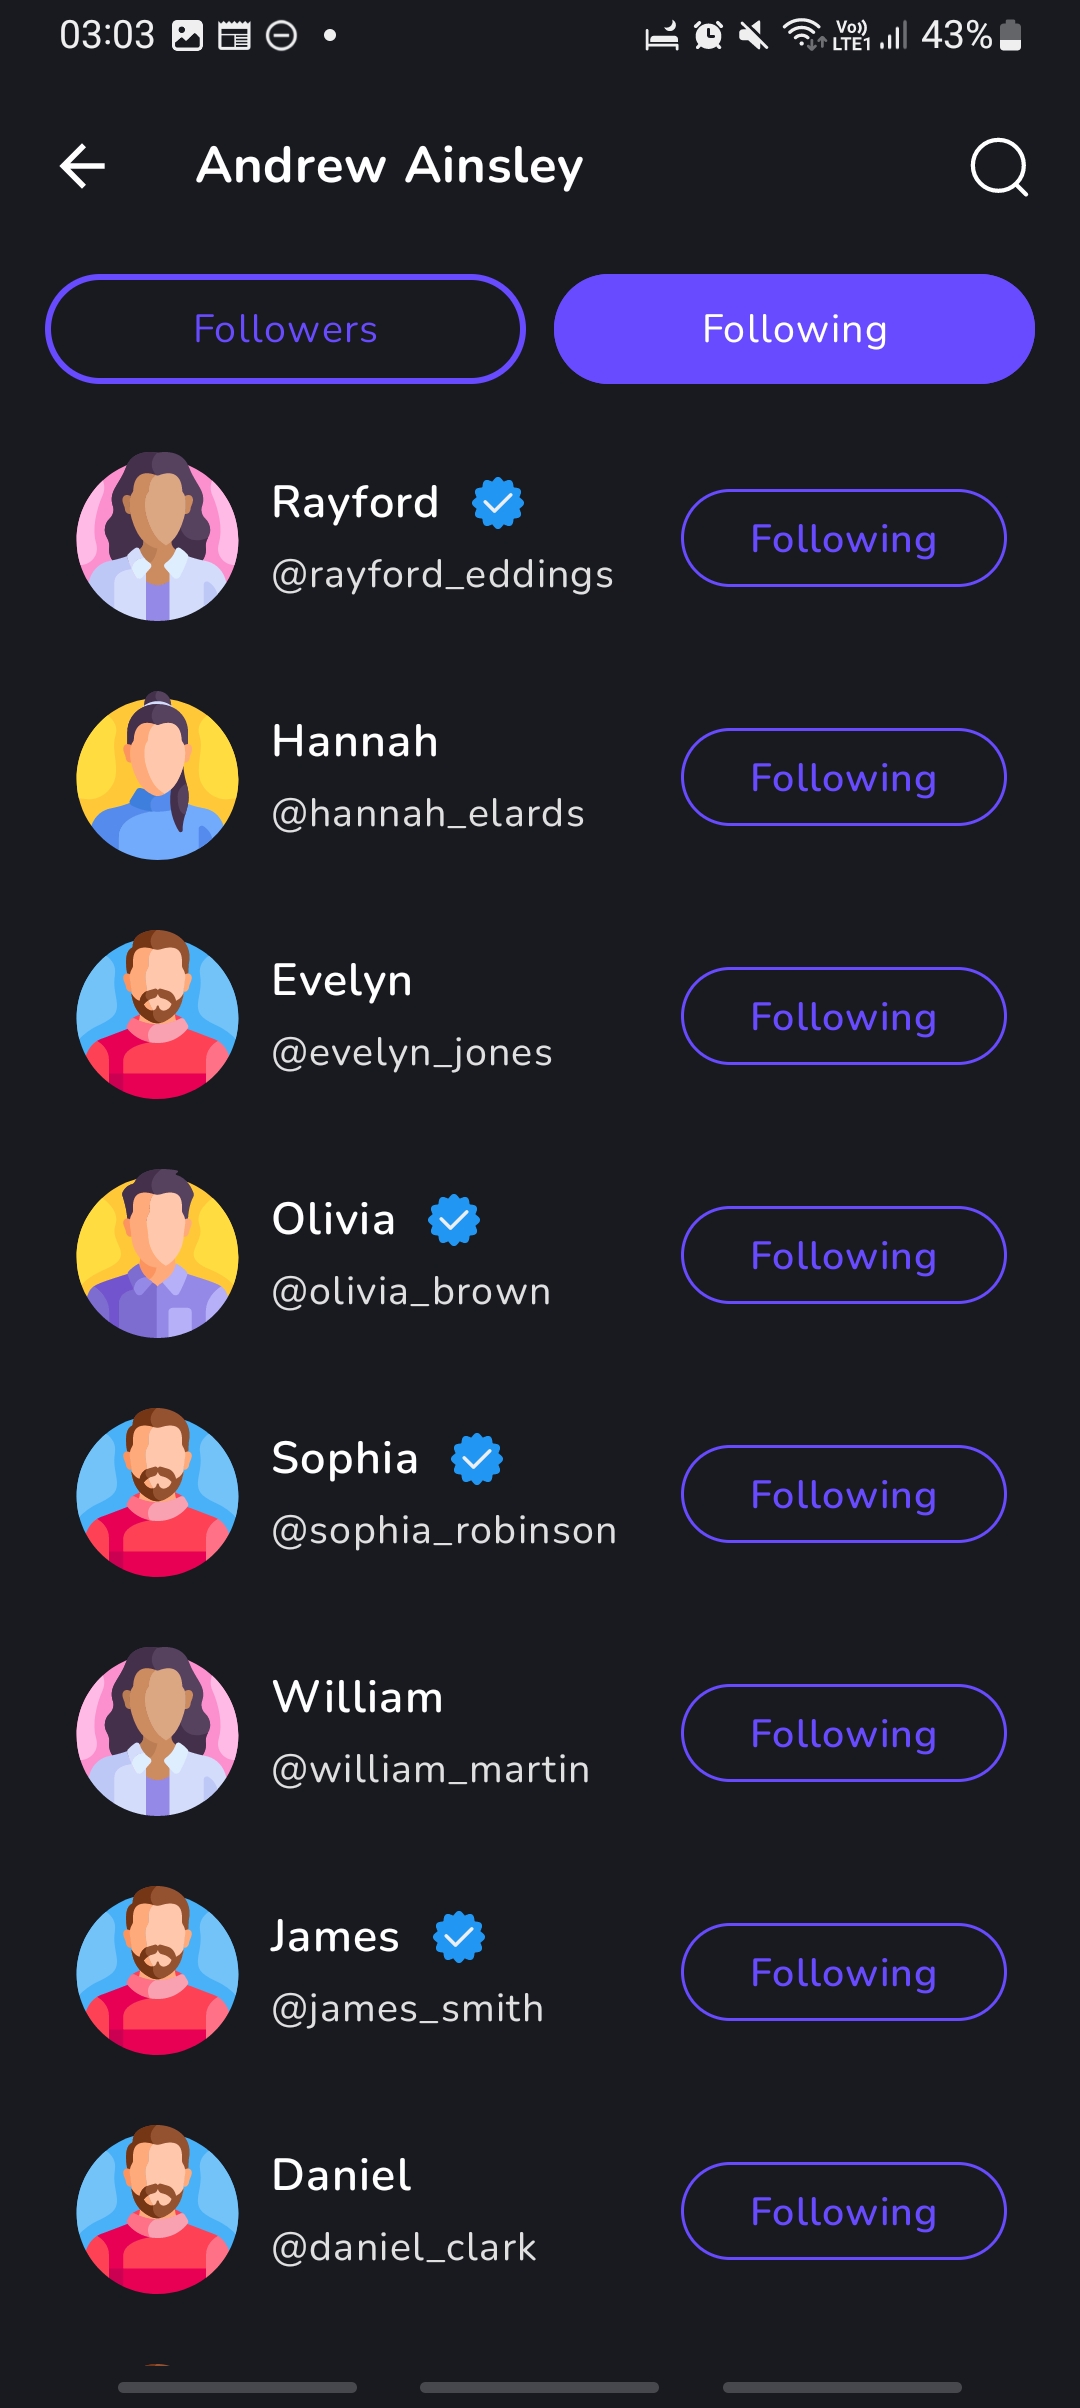 03:03 Vo)) LTE1 43%
Andrew Ainsley
Followers Following
Rayford
@rayford_eddings
Following
Hannah
@hannah_elards
Following
Evelyn
@evelyn_jones
Following
Olivia
@olivia_brown
Following
Sophia
@sophia_robinson
Following
William
@william_martin
Following
James
@james_smith
Following
Daniel
@daniel_clark
Following